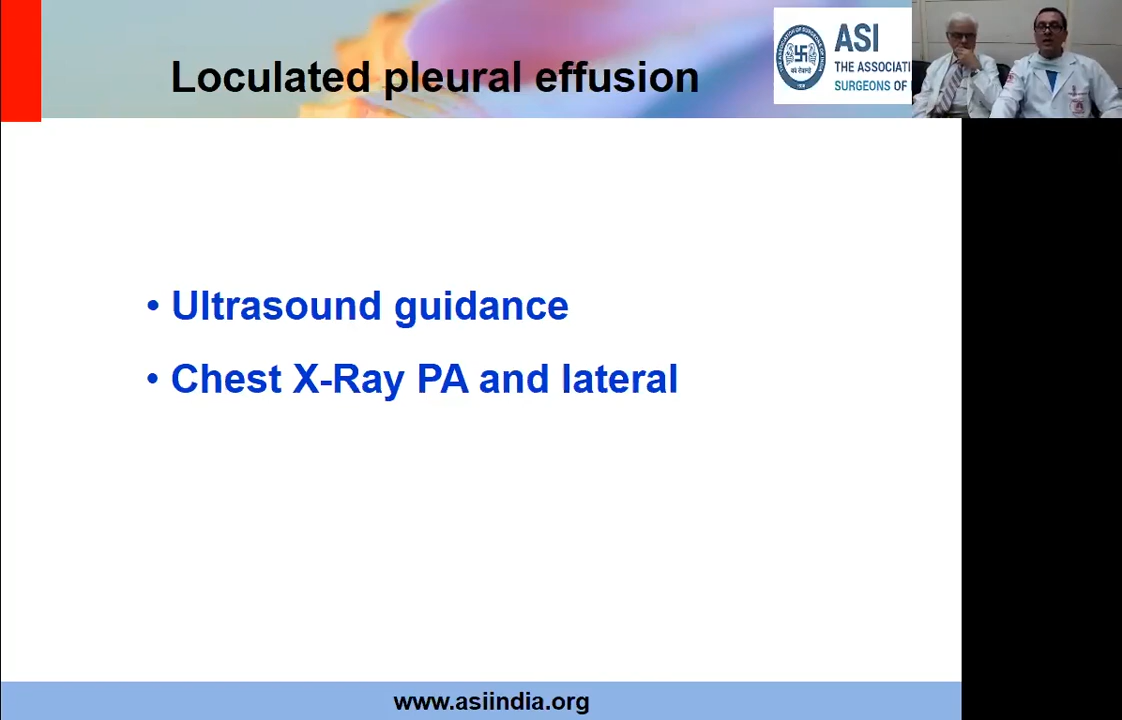 Loculated pleural effusion
ASI
THE ASSOCIATI
SURGEONS OF
• Ultrasound guidance
• Chest X-Ray PA and lateral
www.asiindia.org